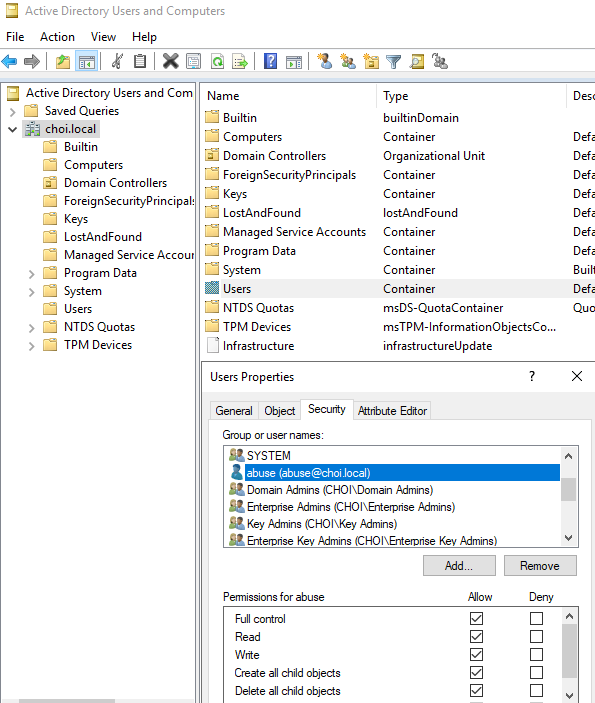 Active Directory Users and Computers
File Action View Help
Active Directory Users and Com
Saved Queries
choi.local
Builtin
Computers
Domain Controllers
ForeignSecurityPrincipals
Keys
LostAndFound
Managed Service Accour
Program Data
System
Users
NTDS Quotas
TPM Devices
Name Type Desc
Builtin builtinDomain
Computers Container Defa
Domain Controllers Organizational Unit Defa
ForeignSecurityPrincipals Container Defa
Keys Container Defa
LostAndFound lostAndFound Defa
Managed Service Accounts Container Defa
Program Data Container Defa
System Container Built
Users Container Defa
NTDS Quotas msDS-QuotaContainer Quo
TPM Devices msTPM-InformationObjectsCo...
Infrastructure infrastructureUpdate
Users Properties ? ×
General Object Security Attribute Editor
Group or user names:
SYSTEM
abuse (abuse@choi.local)
Domain Admins (CHOI\Domain Admins)
Enterprise Admins (CHOI\Enterprise Admins)
Key Admins (CHOI\Key Admins)
Enterprise Key Admins (CHOI\Enterprise Key Admins)
Add... Remove
Permissions for abuse Allow Deny
Full control
Read
Write
Create all child objects
Delete all child objects